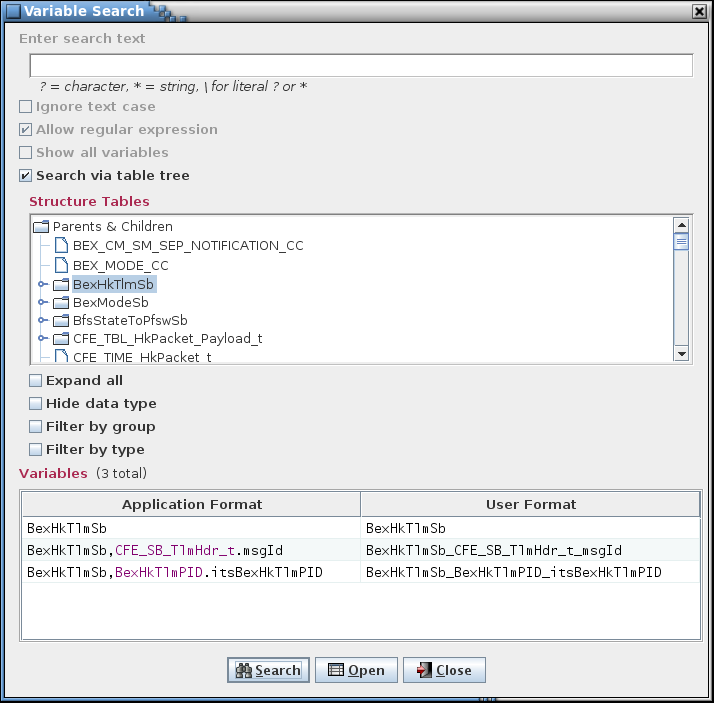 Variable Search
Enter search text
? = character, * = string, \ for literal ? or *
Ignore text case
Allow regular expression
Show all variables
Search via table tree
Structure Tables
Parents & Children
BEX_CM_SM_SEP_NOTIFICATION_CC
BEX_MODE_CC
BexHkTlmSb
BexModeSb
BfsStateToPfswSb
CFE_TBL_HkPacket_Payload_t
CFE_TIME_HkPacket_t
Expand all
Hide data type
Filter by group
Filter by type
Variables (3 total)
Application Format User Format
BexHkTlmSb BexHkTlmSb
BexHkTlmSb,CFE_SB_TlmHdr_t.msgId BexHkTlmSb_CFE_SB_TlmHdr_t_msgId
BexHkTlmSb,BexHkTlmPID.itsBexHkTlmPID BexHkTlmSb_BexHkTlmPID_itsBexHkTlmPID
Search Open Close